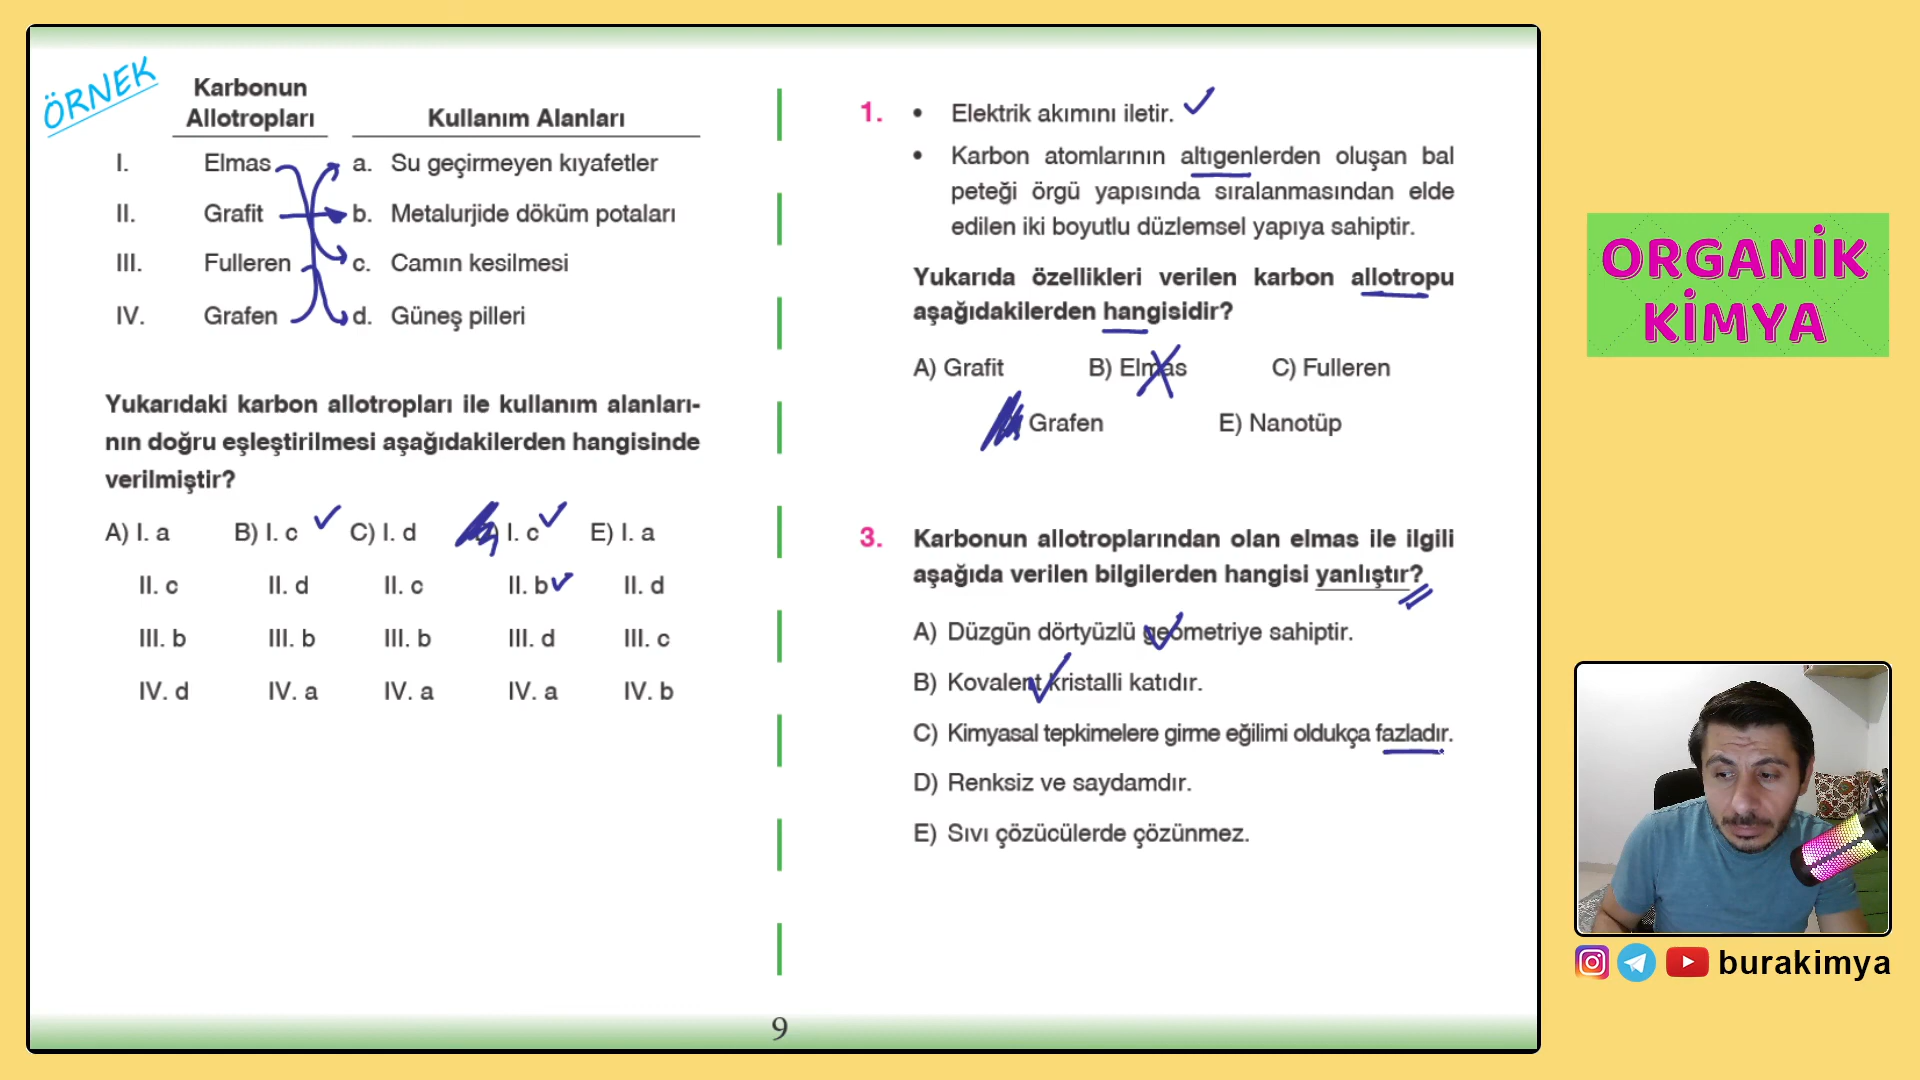 ÖRNEK
Karbonun
Allotropları
Kullanım Alanları
I. Elmas a. Su geçirmeyen kıyafetler
II. Grafit b. Metalurjide döküm potaları
III. Fulleren c. Camın kesilmesi
IV. Grafen d. Güneş pilleri
Yukarıdaki karbon allotropları ile kullanım alanları-
nın doğru eşleştirilmesi aşağıdakilerden hangisinde
verilmiştir?
A) I. a B) I. c C) I. d I. c E) I. a
II. c II. d II. c II. b II. d
III. b III. b III. b III. d III. c
IV. d IV. a IV. a IV. a IV. b
1. • Elektrik akımını iletir.
• Karbon atomlarının altıgenlerden oluşan bal
peteği örgü yapısında sıralanmasından elde
edilen iki boyutlu düzlemsel yapıya sahiptir.
Yukarıda özellikleri verilen karbon allotropu
aşağıdakilerden hangisidir?
A) Grafit B) Elmas C) Fulleren
Grafen E) Nanotüp
3. Karbonun allotroplarından olan elmas ile ilgili
aşağıda verilen bilgilerden hangisi yanlıştır?
A) Düzgün dörtyüzlü geometriye sahiptir.
B) Kovalent kristalli katıdır.
C) Kimyasal tepkimelere girme eğilimi oldukça fazladır.
D) Renksiz ve saydamdır.
E) Sıvı çözücülerde çözünmez.
9
ORGANİK
KİMYA
burakimya